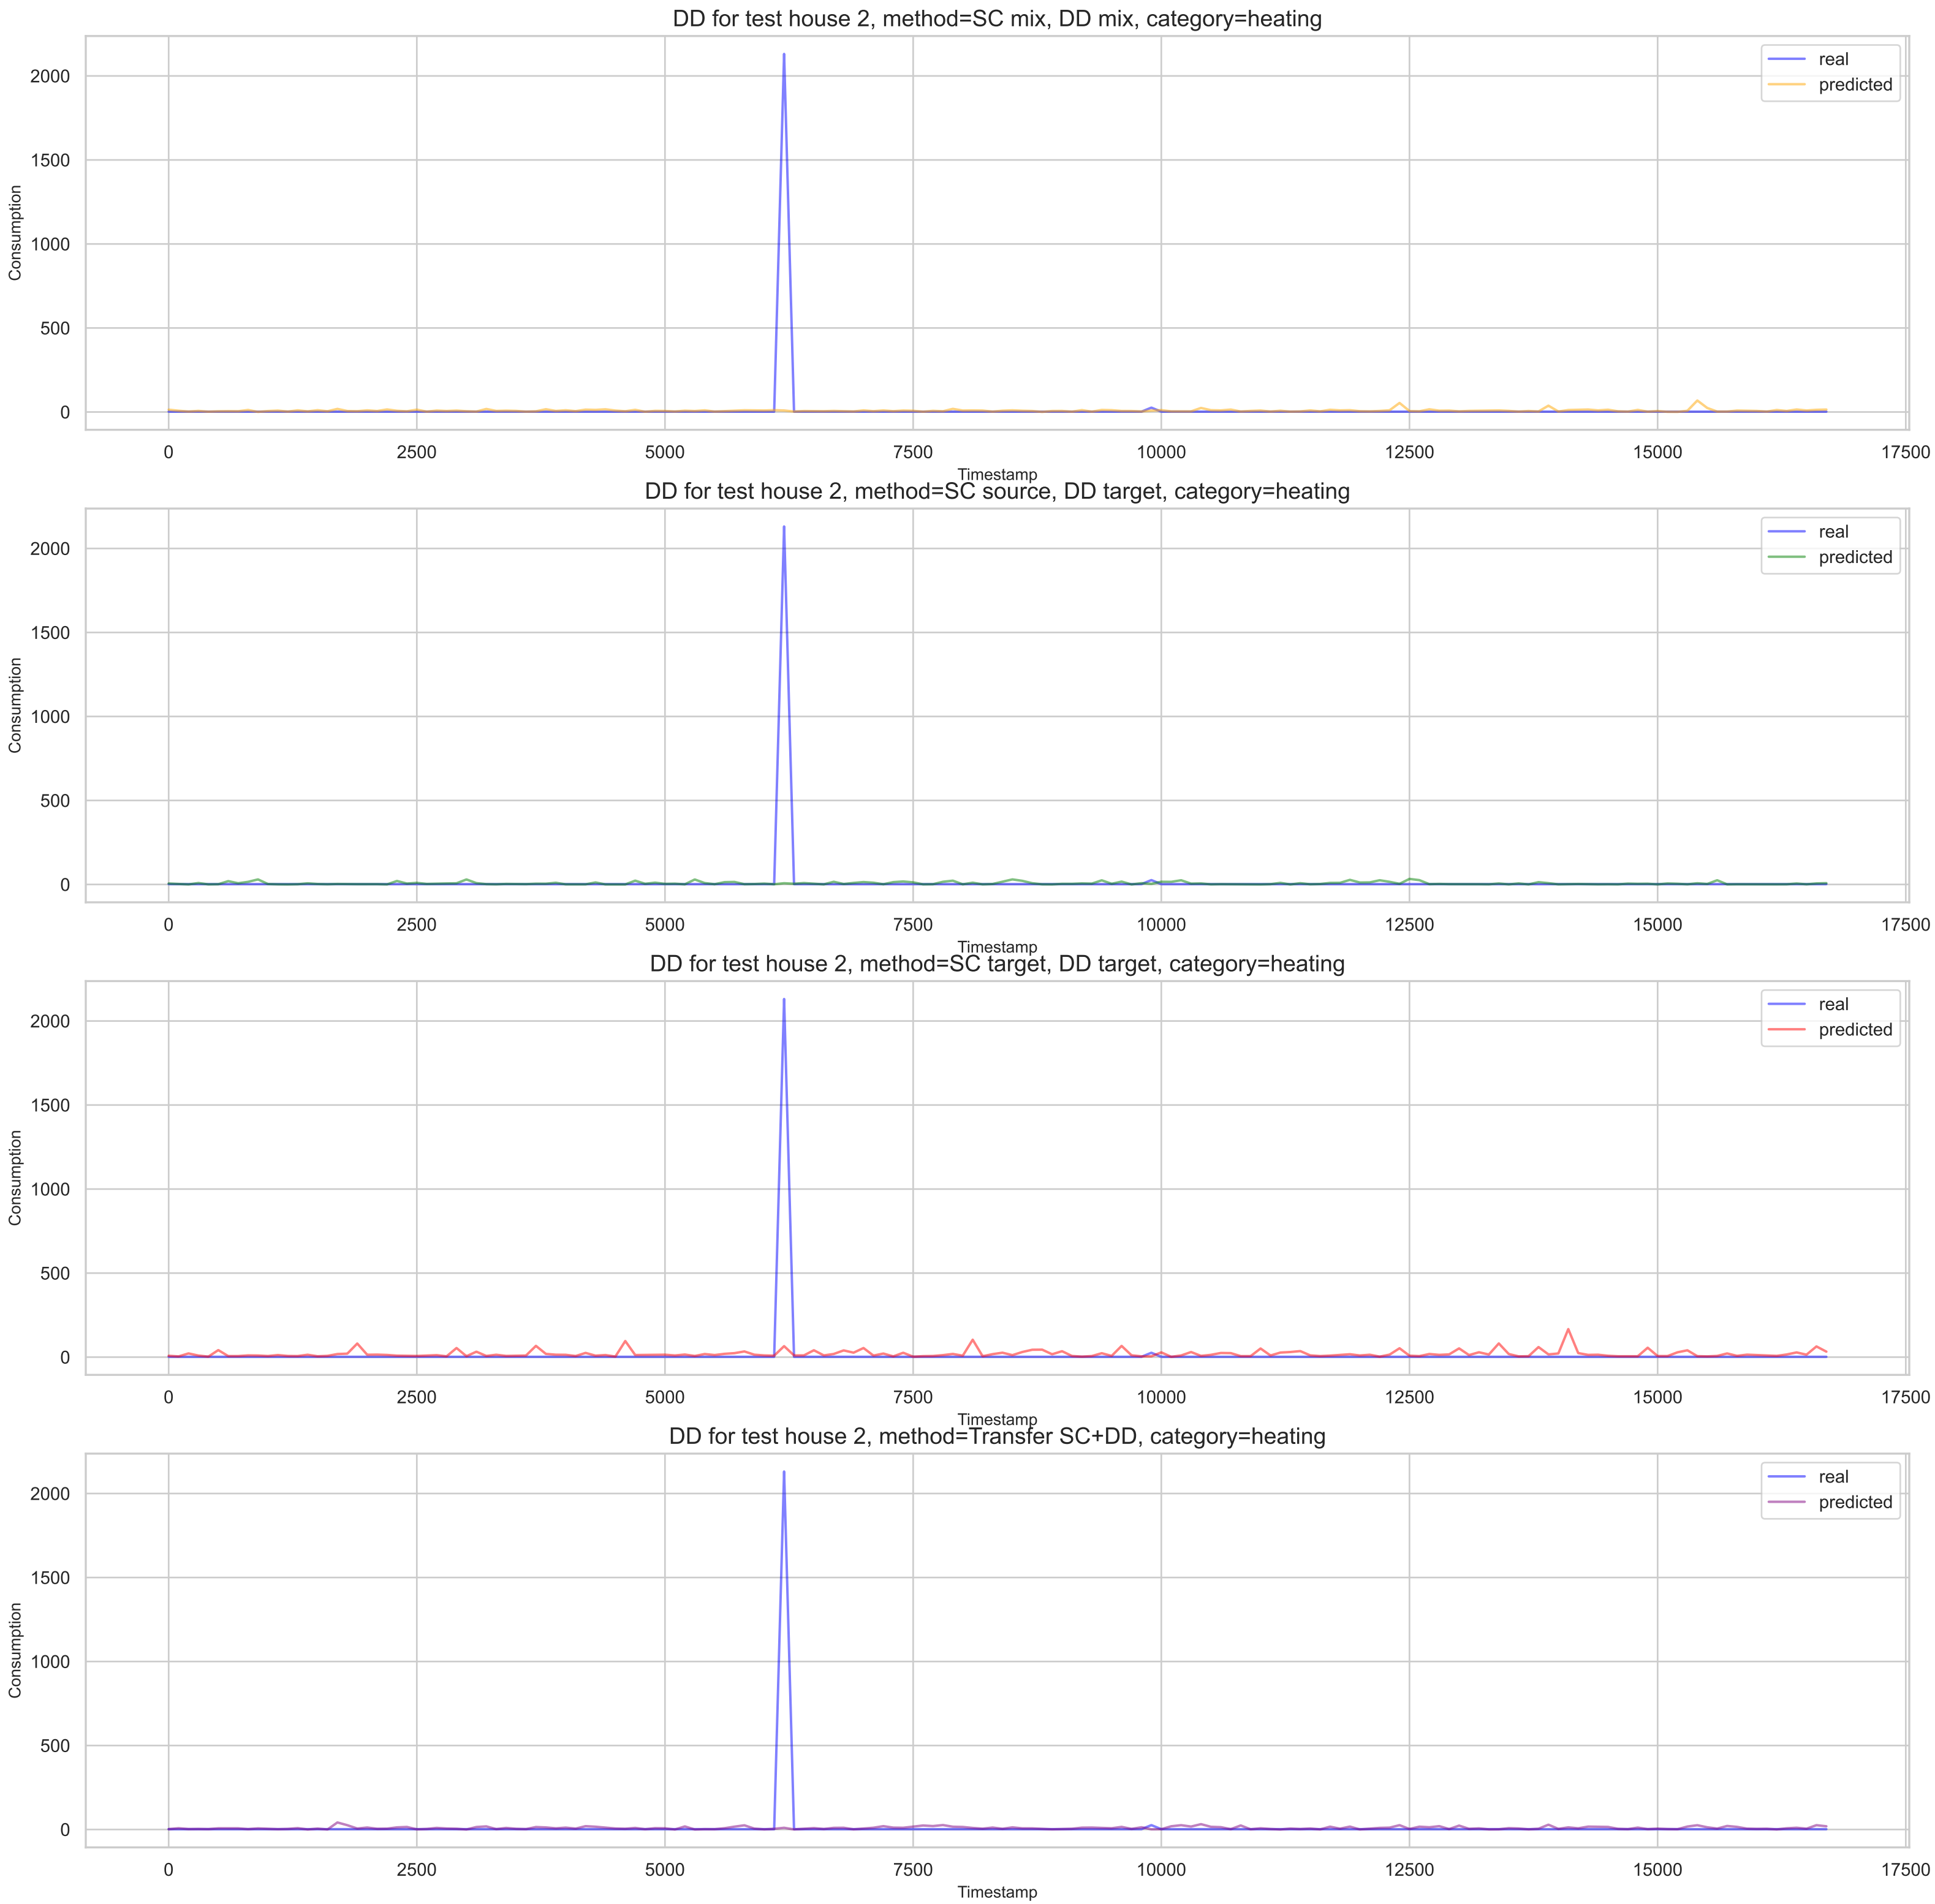 DD for test house 2, method=SC mix, DD mix, category=heating
real
predicted
2000
1500
1000
500
0
Consumption
0 2500 5000 7500 10000 12500 15000 17500
Timestamp
DD for test house 2, method=SC source, DD target, category=heating
real
predicted
2000
1500
1000
500
0
Consumption
0 2500 5000 7500 10000 12500 15000 17500
Timestamp
DD for test house 2, method=SC target, DD target, category=heating
real
predicted
2000
1500
1000
500
0
Consumption
0 2500 5000 7500 10000 12500 15000 17500
Timestamp
DD for test house 2, method=Transfer SC+DD, category=heating
real
predicted
2000
1500
1000
500
0
Consumption
0 2500 5000 7500 10000 12500 15000 17500
Timestamp